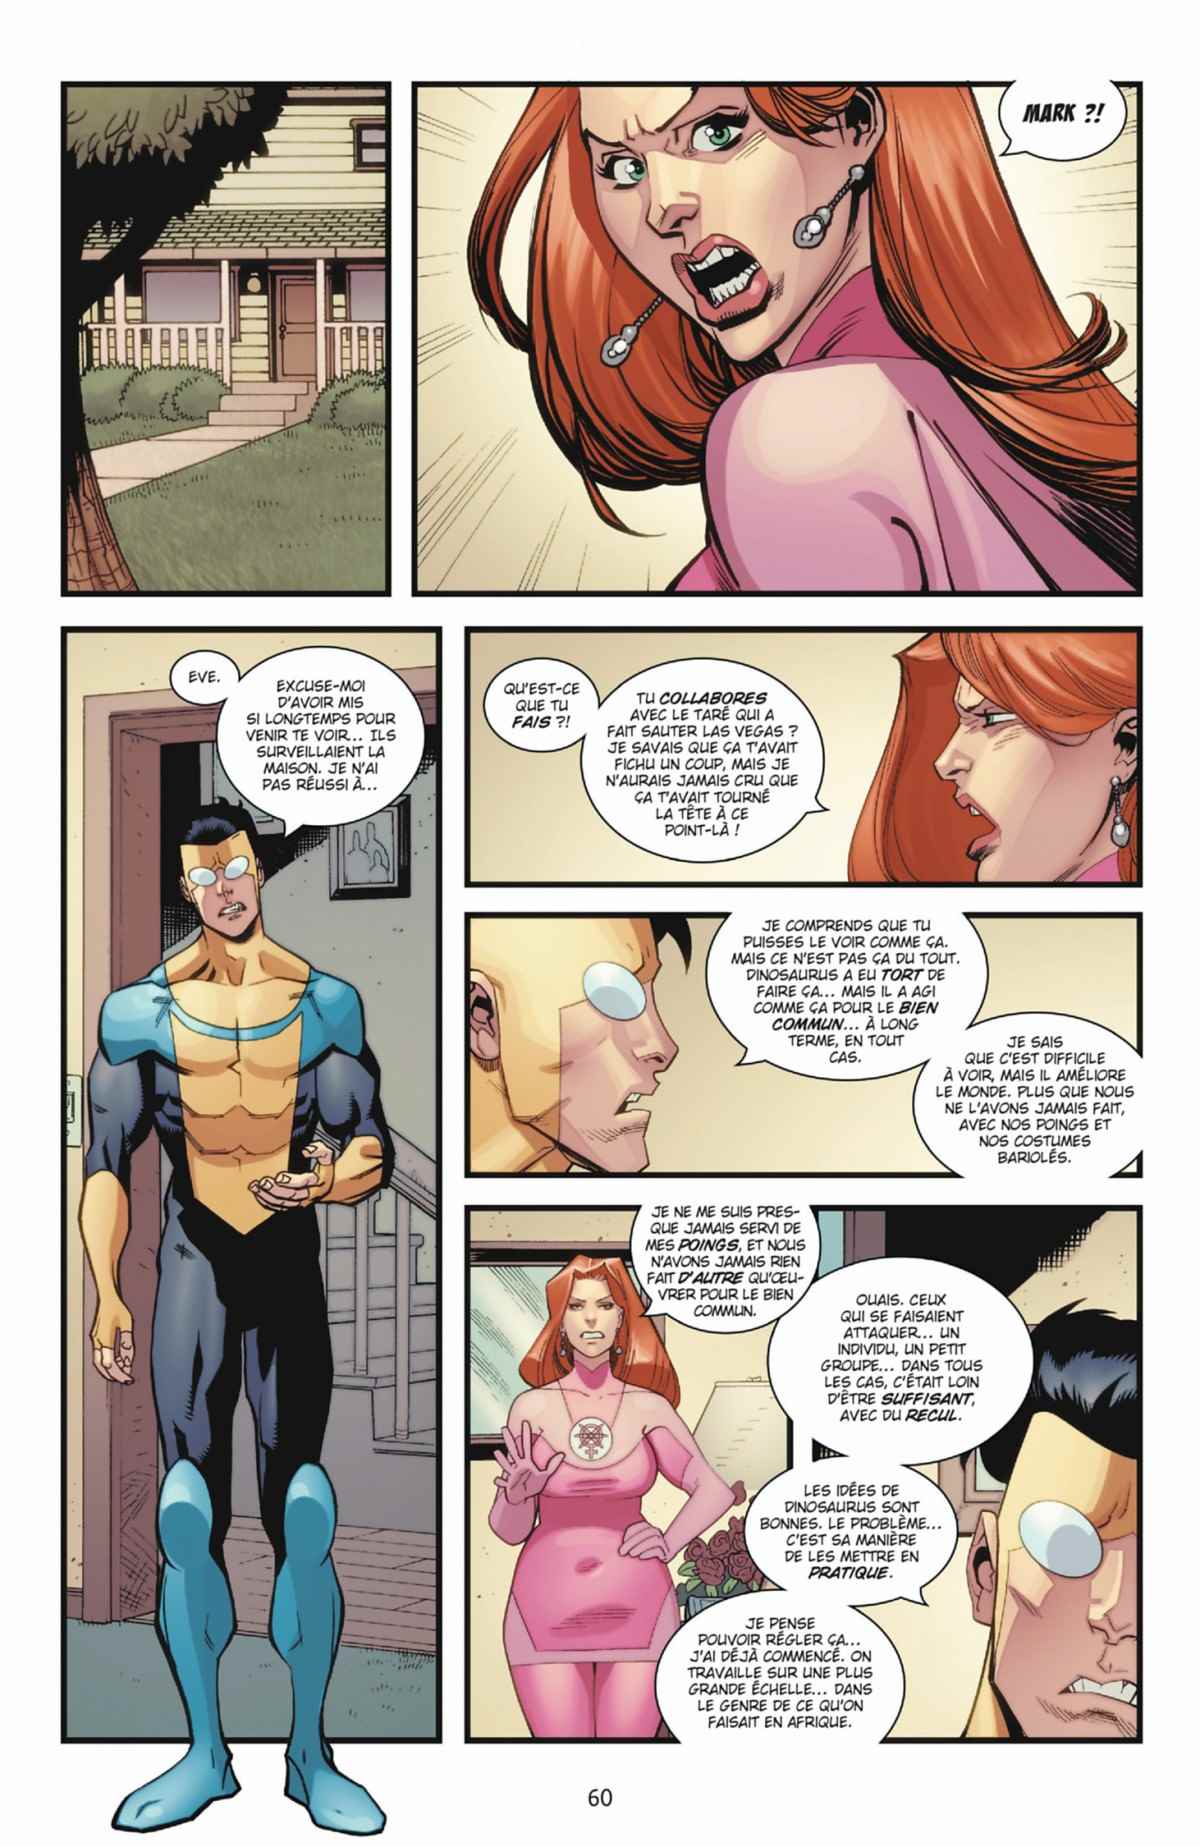 MARK ?!
EVE.
EXCUSE-MOI
D'AVOIR MIS
SI LONGTEMPS POUR
VENIR TE VOIR... ILS
SURVEILLAIENT LA
MAISON. JE N'AI
PAS RÉUSSI À...
QU'EST-CE
QUE TU
FAIS ?!
TU COLLABORES
AVEC LE TARÉ QUI A
FAIT SAUTER LAS VEGAS ?
JE SAVAIS QUE ÇA T'AVAIT
FICHU UN COUP, MAIS JE
N'AURAIS JAMAIS CRU QUE
ÇA T'AVAIT TOURNÉ
LA TÊTE À CE
POINT-LÀ !
JE COMPRENDS QUE TU
PUISSES LE VOIR COMME ÇA.
MAIS CE N'EST PAS ÇA DU TOUT.
DINOSAURUS A EU TORT DE
FAIRE ÇA... MAIS IL A AGI
COMME ÇA POUR LE BIEN
COMMUN... À LONG
TERME, EN TOUT
CAS.
JE SAIS
QUE C'EST DIFFICILE
À VOIR, MAIS IL AMÉLIORE
LE MONDE. PLUS QUE NOUS
NE L'AVONS JAMAIS FAIT,
AVEC NOS POINGS ET
NOS COSTUMES
BARIOLÉS.
JE NE ME SUIS PRES-
QUE JAMAIS SERVI DE
MES POINGS, ET NOUS
N'AVONS JAMAIS RIEN
FAIT D'AUTRE QU'ŒU-
VRER POUR LE BIEN
COMMUN.
OUAIS. CEUX
QUI SE FAISAIENT
ATTAQUER... UN
INDIVIDU, UN PETIT
GROUPE... DANS TOUS
LES CAS, C'ÉTAIT LOIN
D'ÊTRE SUFFISANT,
AVEC DU RECUL.
LES IDÉES DE
DINOSAURUS SONT
BONNES. LE PROBLÈME...
C'EST SA MANIÈRE
DE LES METTRE EN
PRATIQUE.
JE PENSE
POUVOIR RÉGLER ÇA...
J'AI DÉJÀ COMMENCÉ. ON
TRAVAILLE SUR UNE PLUS
GRANDE ÉCHELLE... DANS
LE GENRE DE CE QU'ON
FAISAIT EN AFRIQUE.
60